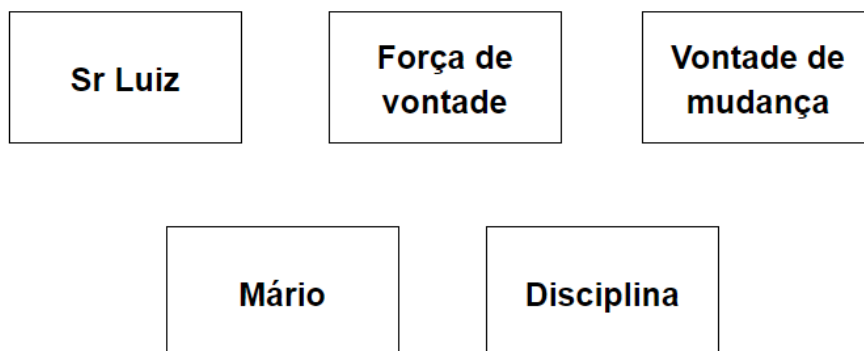 Sr Luiz
Força de
vontade
Vontade de
mudança
Mário
Disciplina